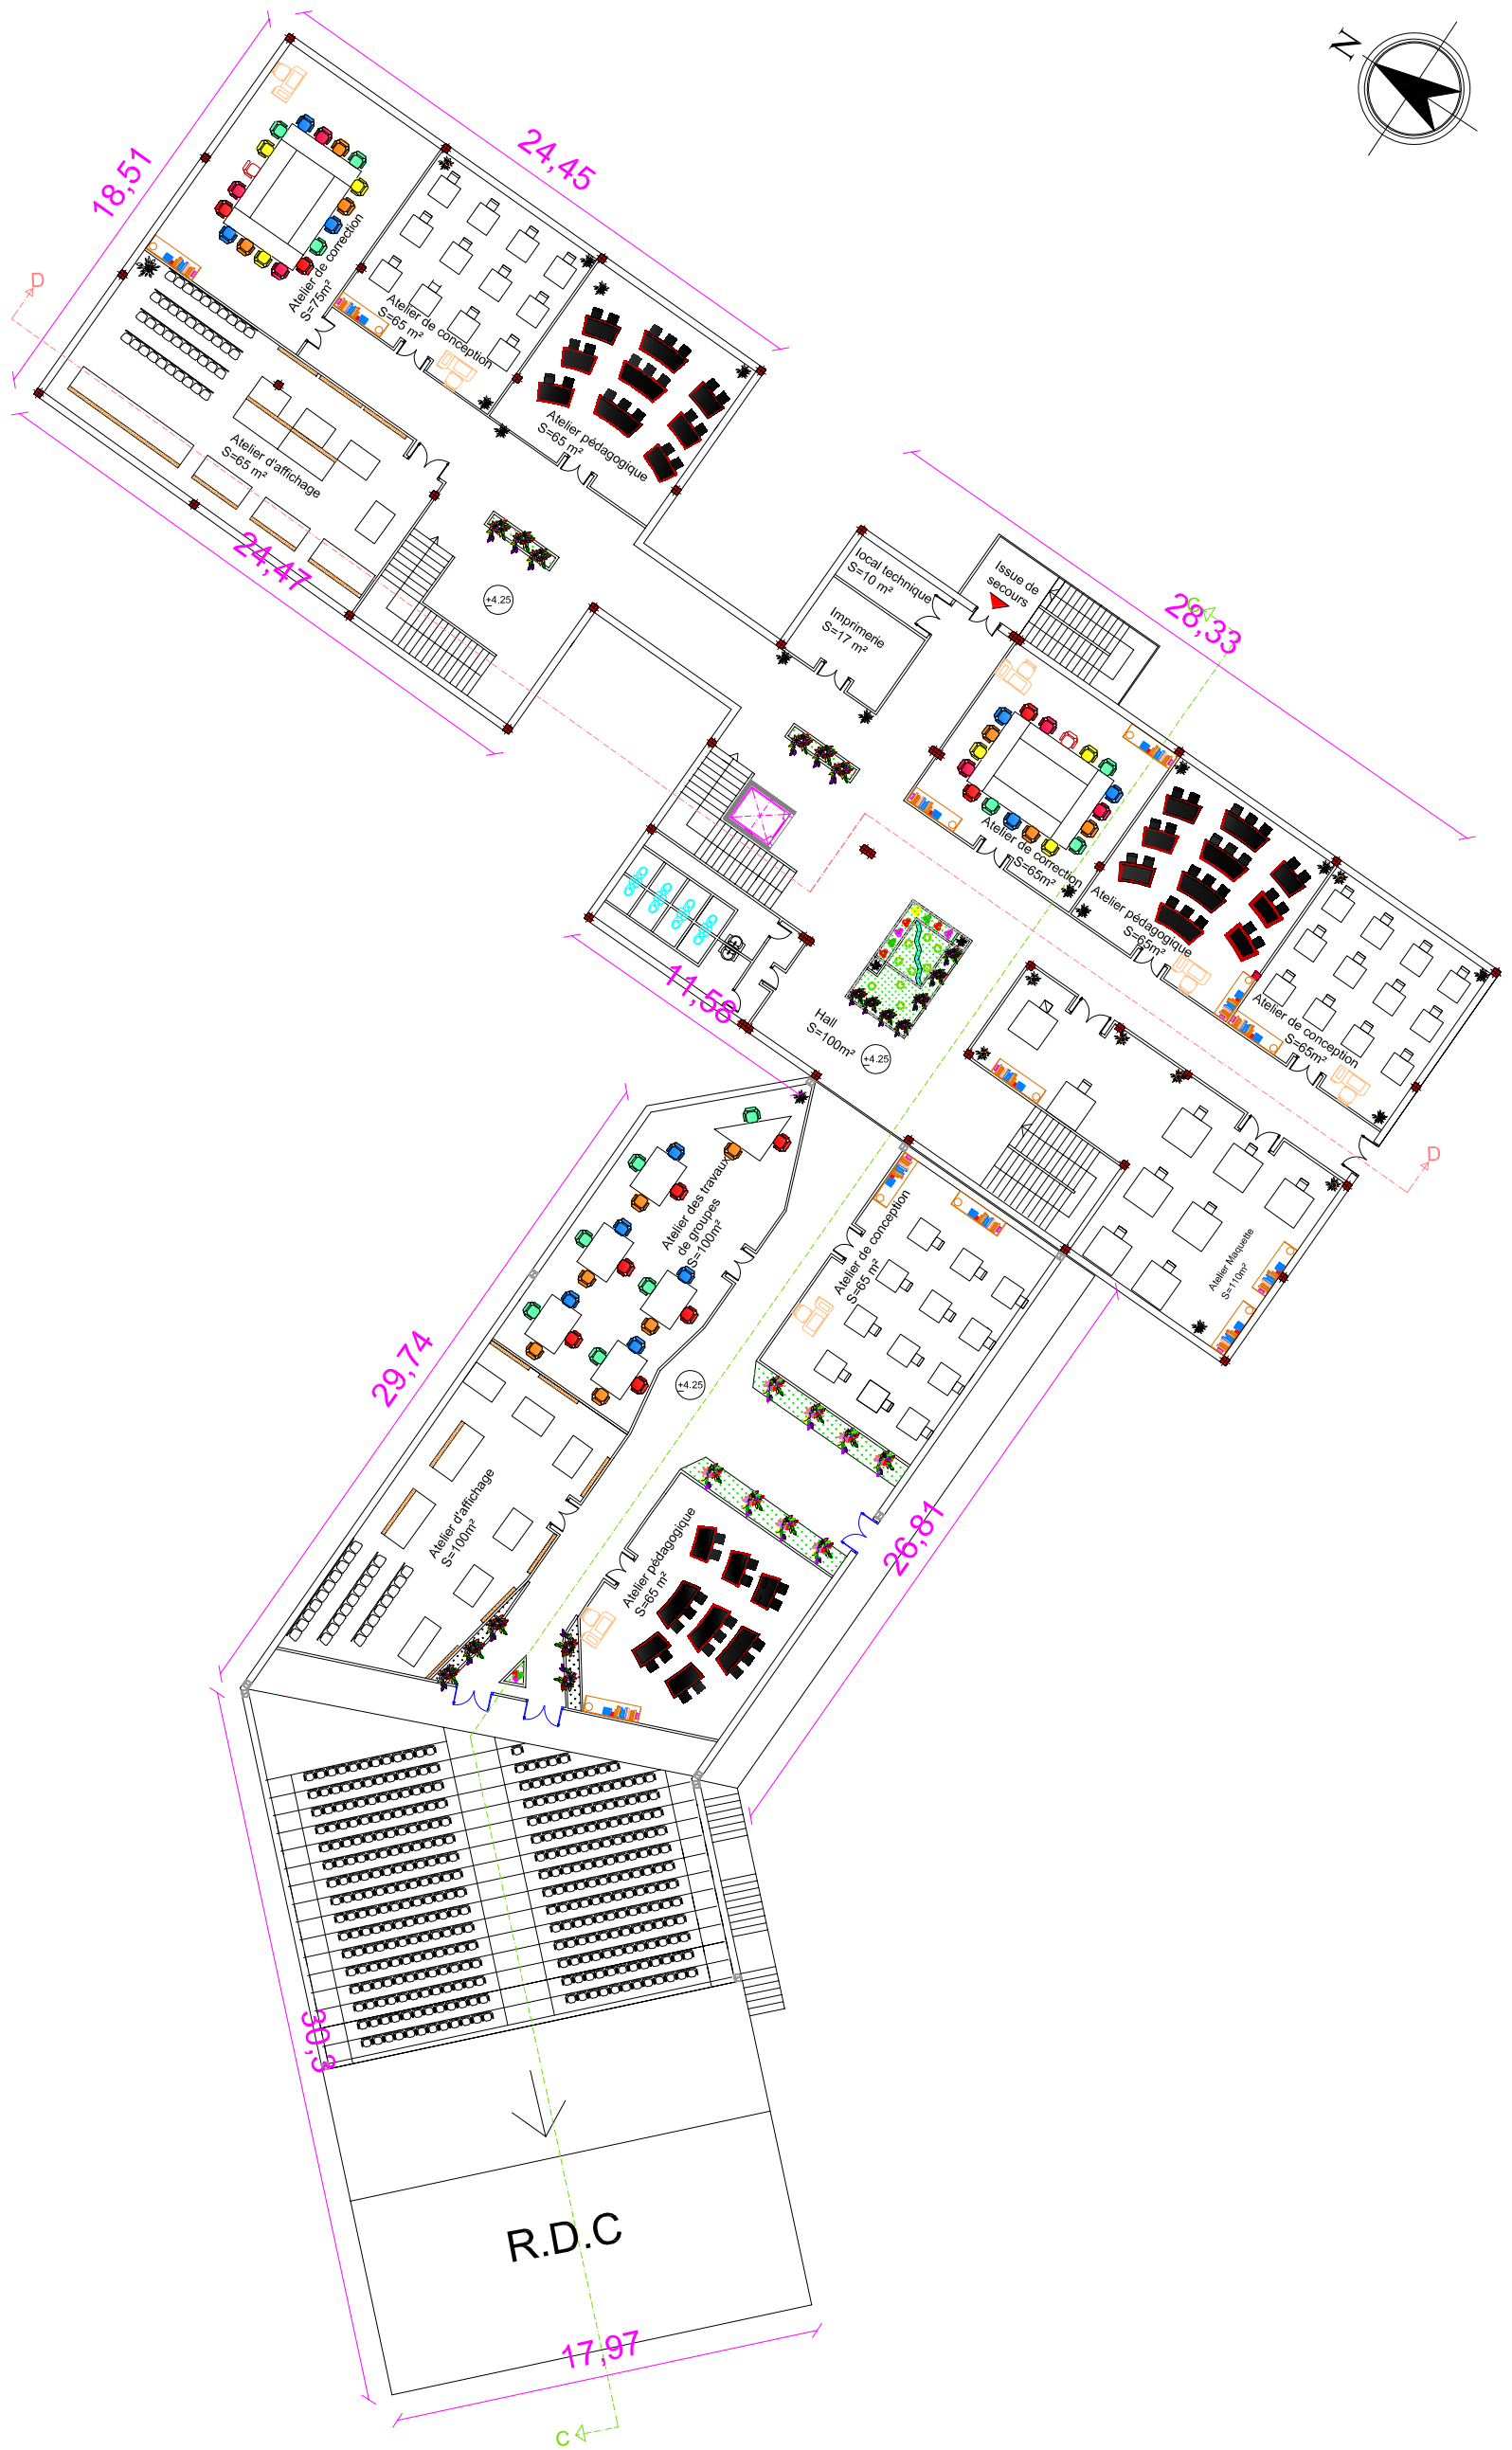 N
24,45
18,51
D
Atelier de correction
S=75m²
Atelier de conception
S=65 m²
Atelier pédagogique
S=65 m²
Atelier d'affichage
S=65 m²
24,47
+4.25
local technique
S=10 m²
Issue de
secours
Imprimerie
S=17 m²
C
28,33
Atelier de correction
S=65m²
Atelier pédagogique
S=65m²
Atelier de conception
S=65m²
11,58
Hall
S=100m²
+4.25
D
Atelier des travaux
de groupes
S=100m²
Atelier de conception
S=65 m²
Atelier Maquette
S=110m²
29,74
+4.25
Atelier d'affichage
S=100m²
Atelier pédagogique
S=65 m²
26,81
30,3
R.D.C
17,97
C